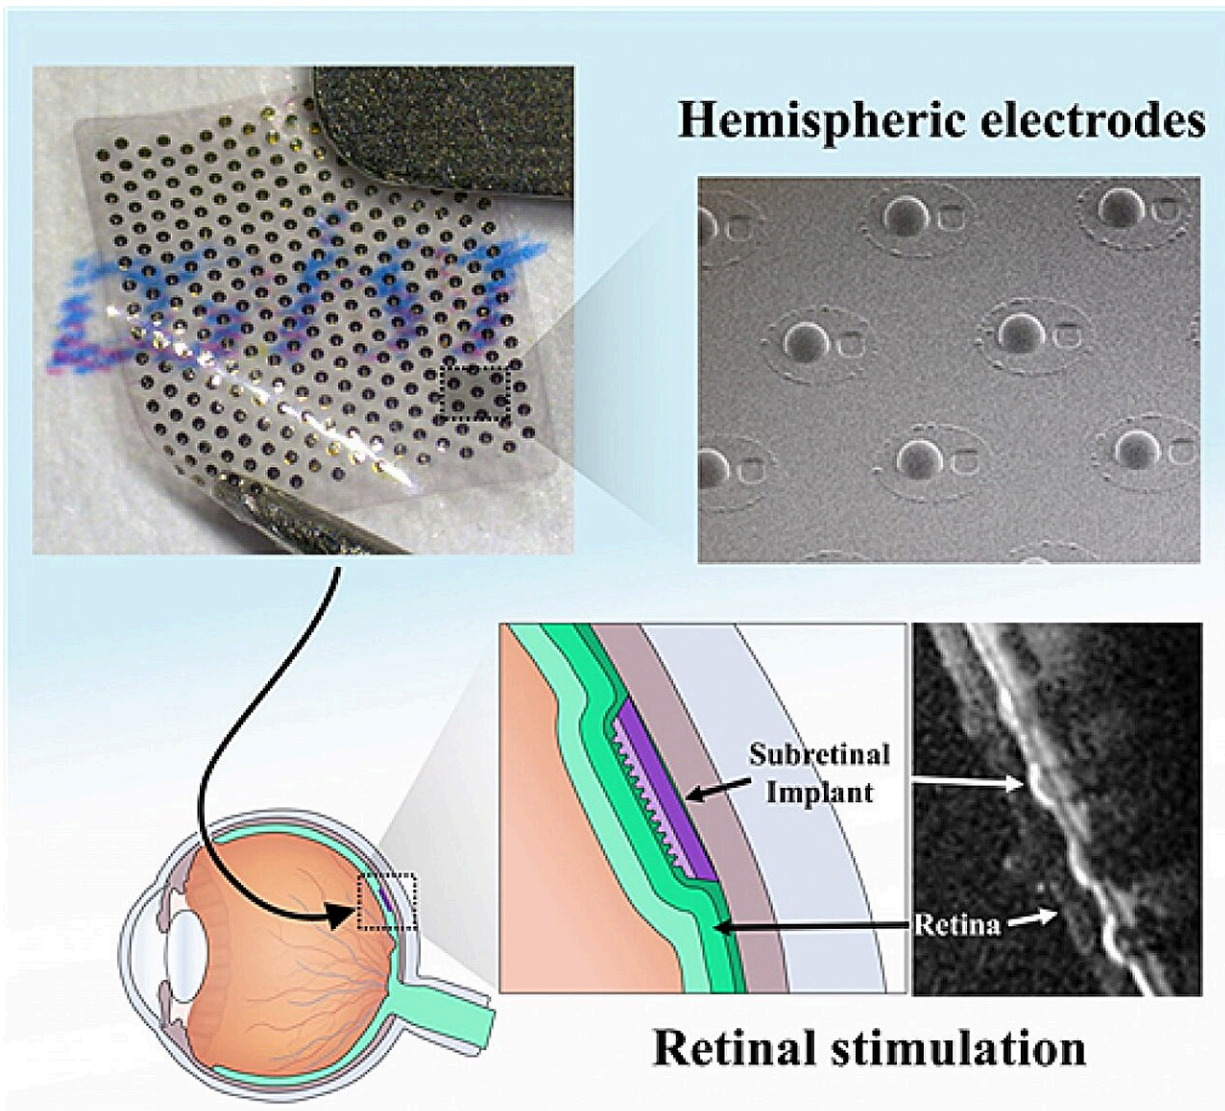 Hemispheric electrodes
Subretinal
Implant
Retina
Retinal stimulation